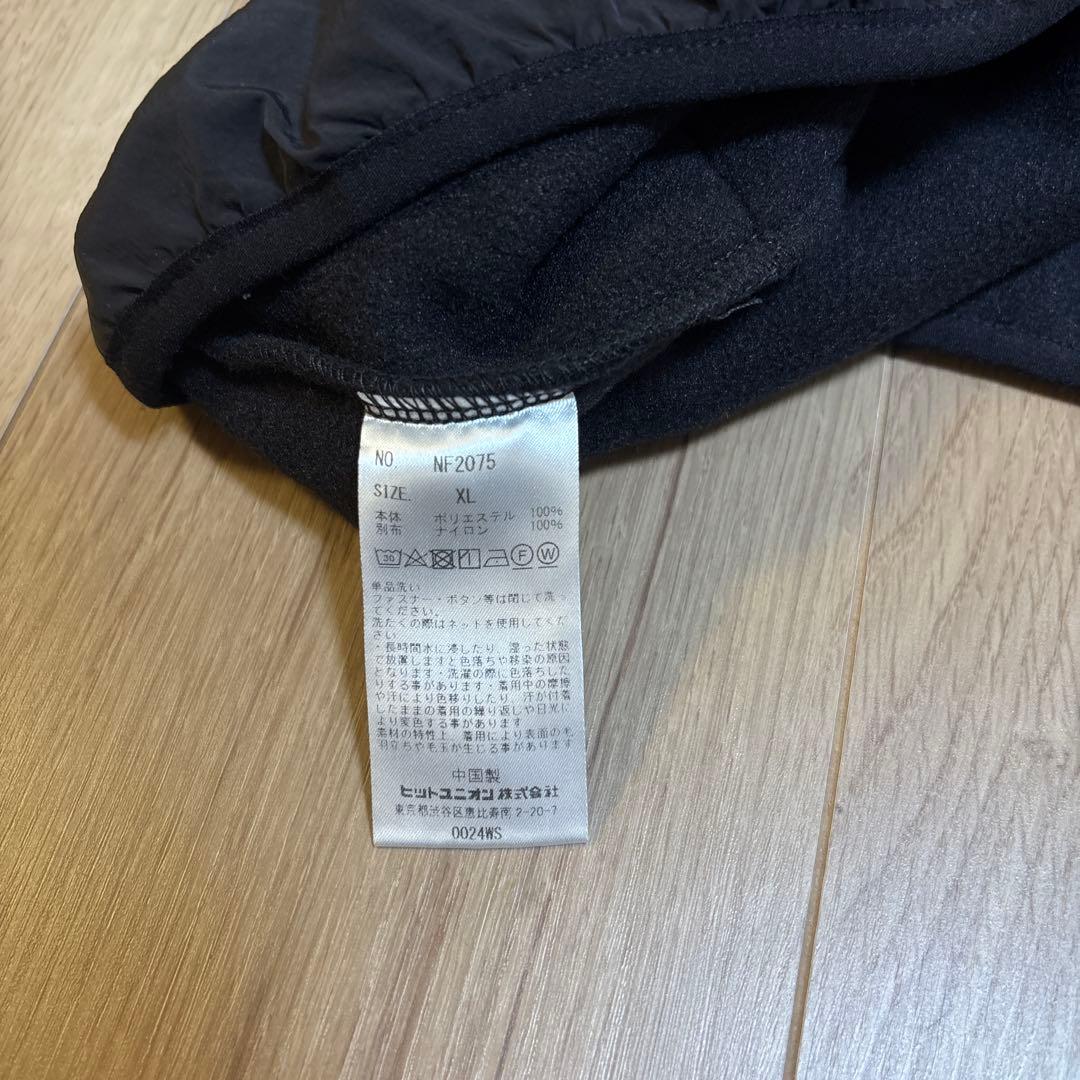 NO. NF2075
SIZE. XL
本体 ポリエステル 100%
別布 ナイロン 100%
30 F W
単品洗い
ファスナー・ボタン等は閉じて洗っ
てください。
洗たくの際はネットを使用してくだ
さい
・長時間水に浸したり、湿った状態
で放置しますと色落ちや移染の原因
となります・洗濯の際に色落ちした
りする事があります・着用中の摩擦
や汗により色移りしたり、汗が付着
したままの着用の繰り返しや日光に
より変色する事があります
素材の特性上、着用により表面の毛
羽立ちや毛玉が生じる事があります
中国製
ヒットユニオン株式会社
東京都渋谷区恵比寿南2-20-7
0024WS